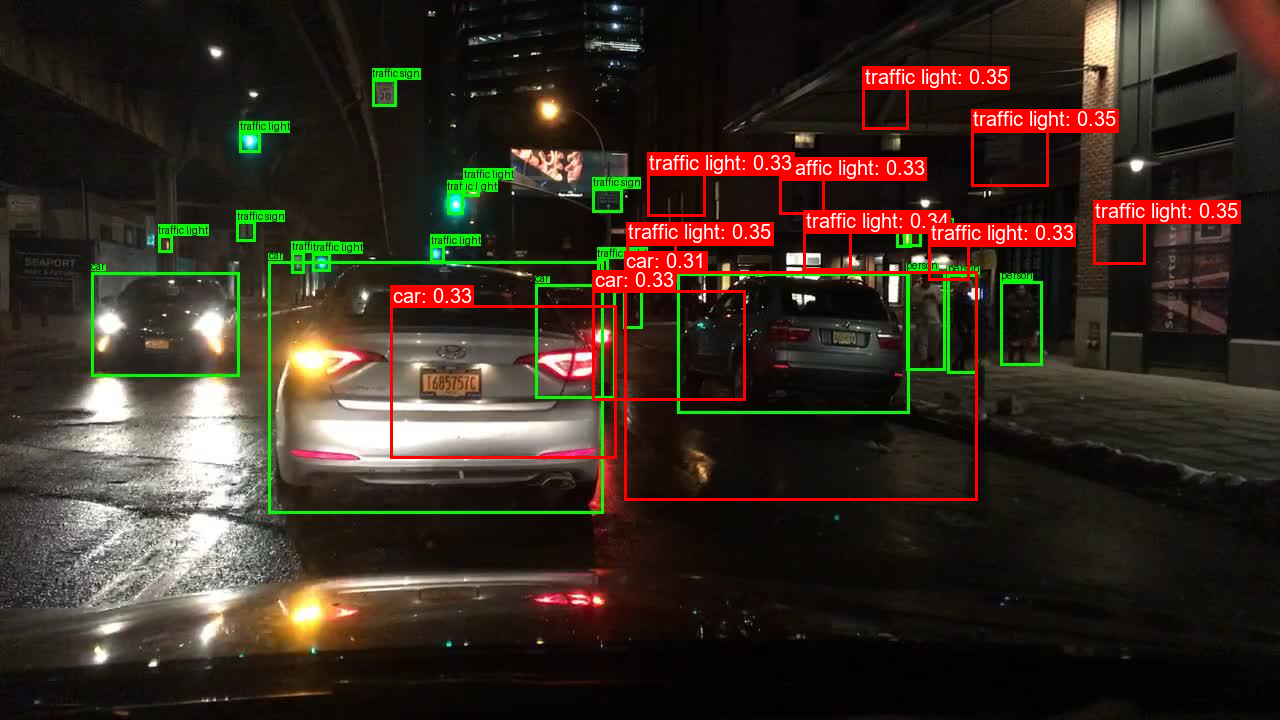 traffic sign
traffic light: 0.35
traffic light
traffic light: 0.35
traffic light: 0.33
affic light: 0.33
traffic light
traffic light
traffic sign
traffic light: 0.35
traffic sign
traffic light: 0.34
traffic light
traffic light: 0.35
traffic light: 0.33
traffic light
traffic light
car
car: 0.31
person
person
person
car
SEAPORT
car: 0.33
car: 0.33
car
T685757C